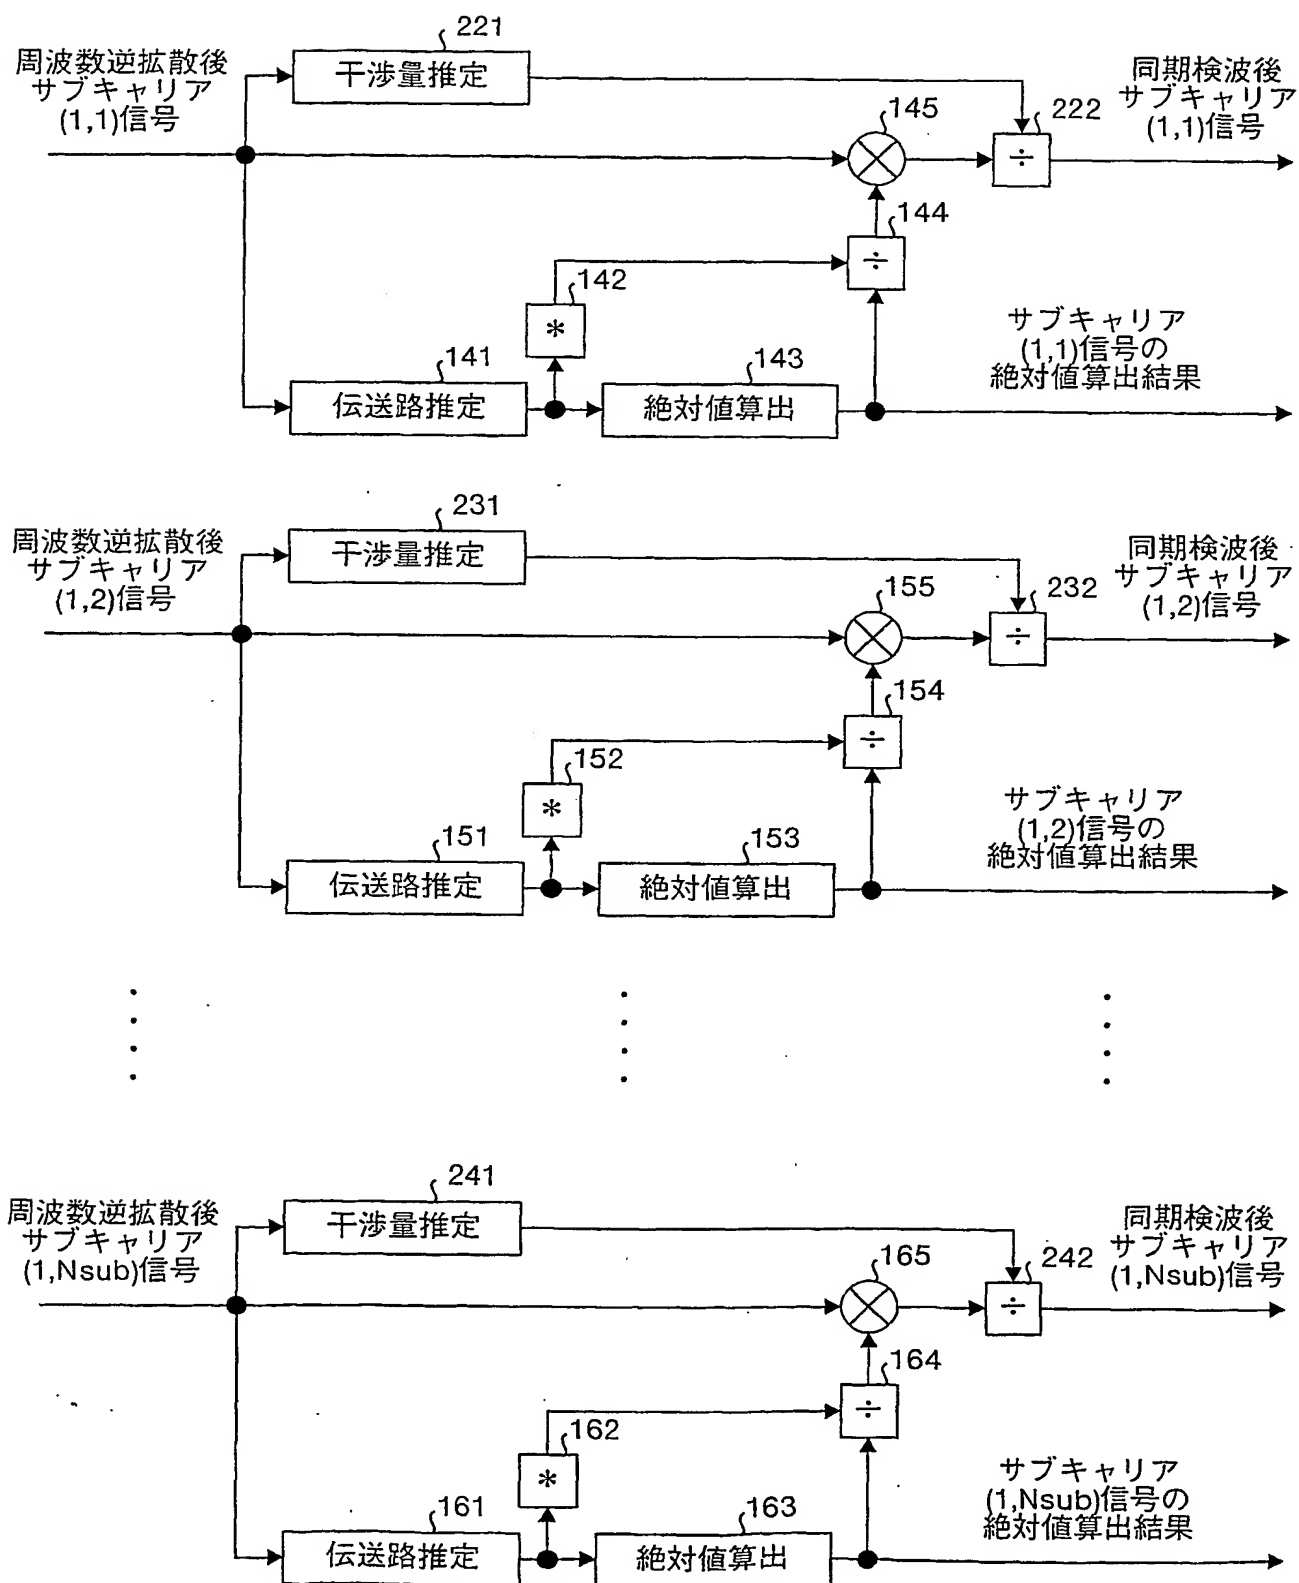 221
周波数逆拡散後
サブキャリア
(1,1)信号
干渉量推定
145
222
同期検波後
サブキャリア
(1,1)信号
÷
144
÷
142
*
141
伝送路推定
143
絶対値算出
サブキャリア
(1,1)信号の
絶対値算出結果
231
周波数逆拡散後
サブキャリア
(1,2)信号
干渉量推定
155
232
同期検波後
サブキャリア
(1,2)信号
÷
154
÷
152
*
151
伝送路推定
153
絶対値算出
サブキャリア
(1,2)信号の
絶対値算出結果
241
周波数逆拡散後
サブキャリア
(1,Nsub)信号
干渉量推定
165
242
同期検波後
サブキャリア
(1,Nsub)信号
÷
164
÷
162
*
161
伝送路推定
163
絶対値算出
サブキャリア
(1,Nsub)信号の
絶対値算出結果